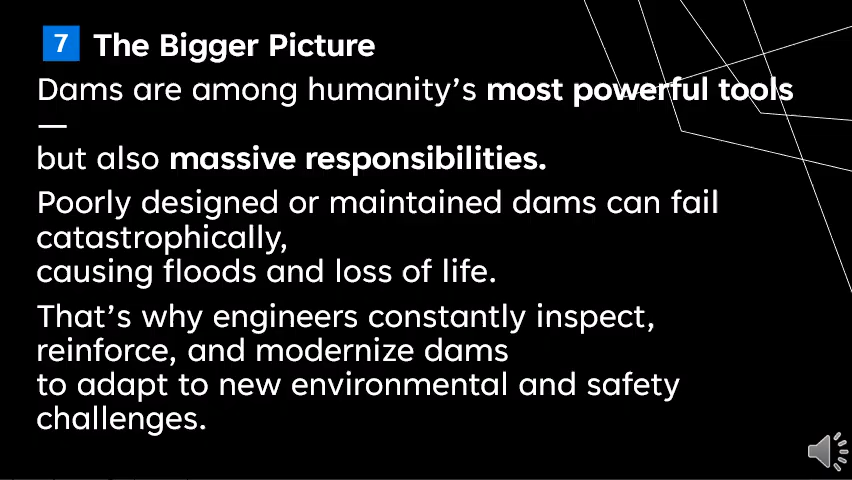 7 The Bigger Picture
Dams are among humanity’s most powerful tools
—
but also massive responsibilities.
Poorly designed or maintained dams can fail
catastrophically,
causing floods and loss of life.
That’s why engineers constantly inspect,
reinforce, and modernize dams
to adapt to new environmental and safety
challenges.